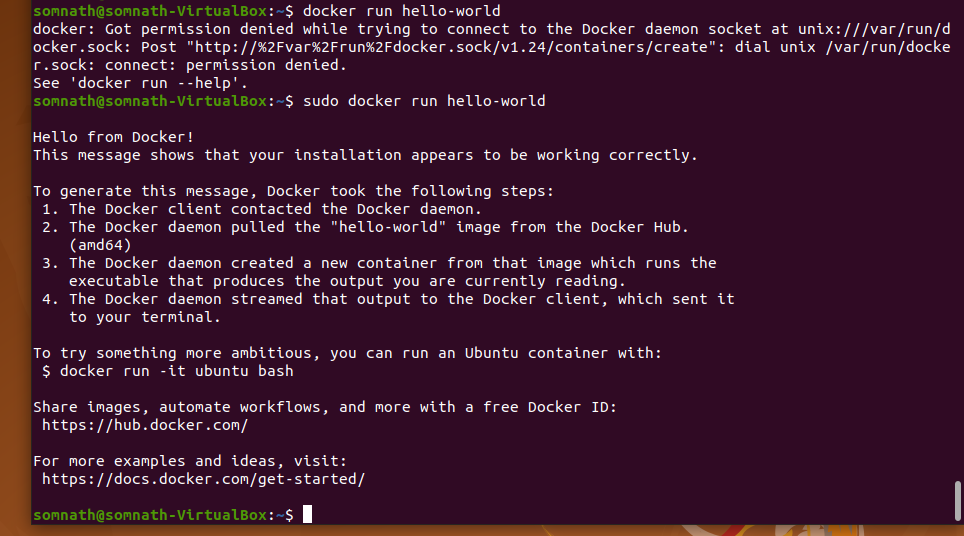 somnath@somnath-VirtualBox:~$ docker run hello-world
docker: Got permission denied while trying to connect to the Docker daemon socket at unix:///var/run/d
ocker.sock: Post "http://%2Fvar%2Frun%2Fdocker.sock/v1.24/containers/create": dial unix /var/run/docke
r.sock: connect: permission denied.
See 'docker run --help'.
somnath@somnath-VirtualBox:~$ sudo docker run hello-world

Hello from Docker!
This message shows that your installation appears to be working correctly.

To generate this message, Docker took the following steps:
 1. The Docker client contacted the Docker daemon.
 2. The Docker daemon pulled the "hello-world" image from the Docker Hub.
    (amd64)
 3. The Docker daemon created a new container from that image which runs the
    executable that produces the output you are currently reading.
 4. The Docker daemon streamed that output to the Docker client, which sent it
    to your terminal.

To try something more ambitious, you can run an Ubuntu container with:
 $ docker run -it ubuntu bash

Share images, automate workflows, and more with a free Docker ID:
 https://hub.docker.com/

For more examples and ideas, visit:
 https://docs.docker.com/get-started/

somnath@somnath-VirtualBox:~$